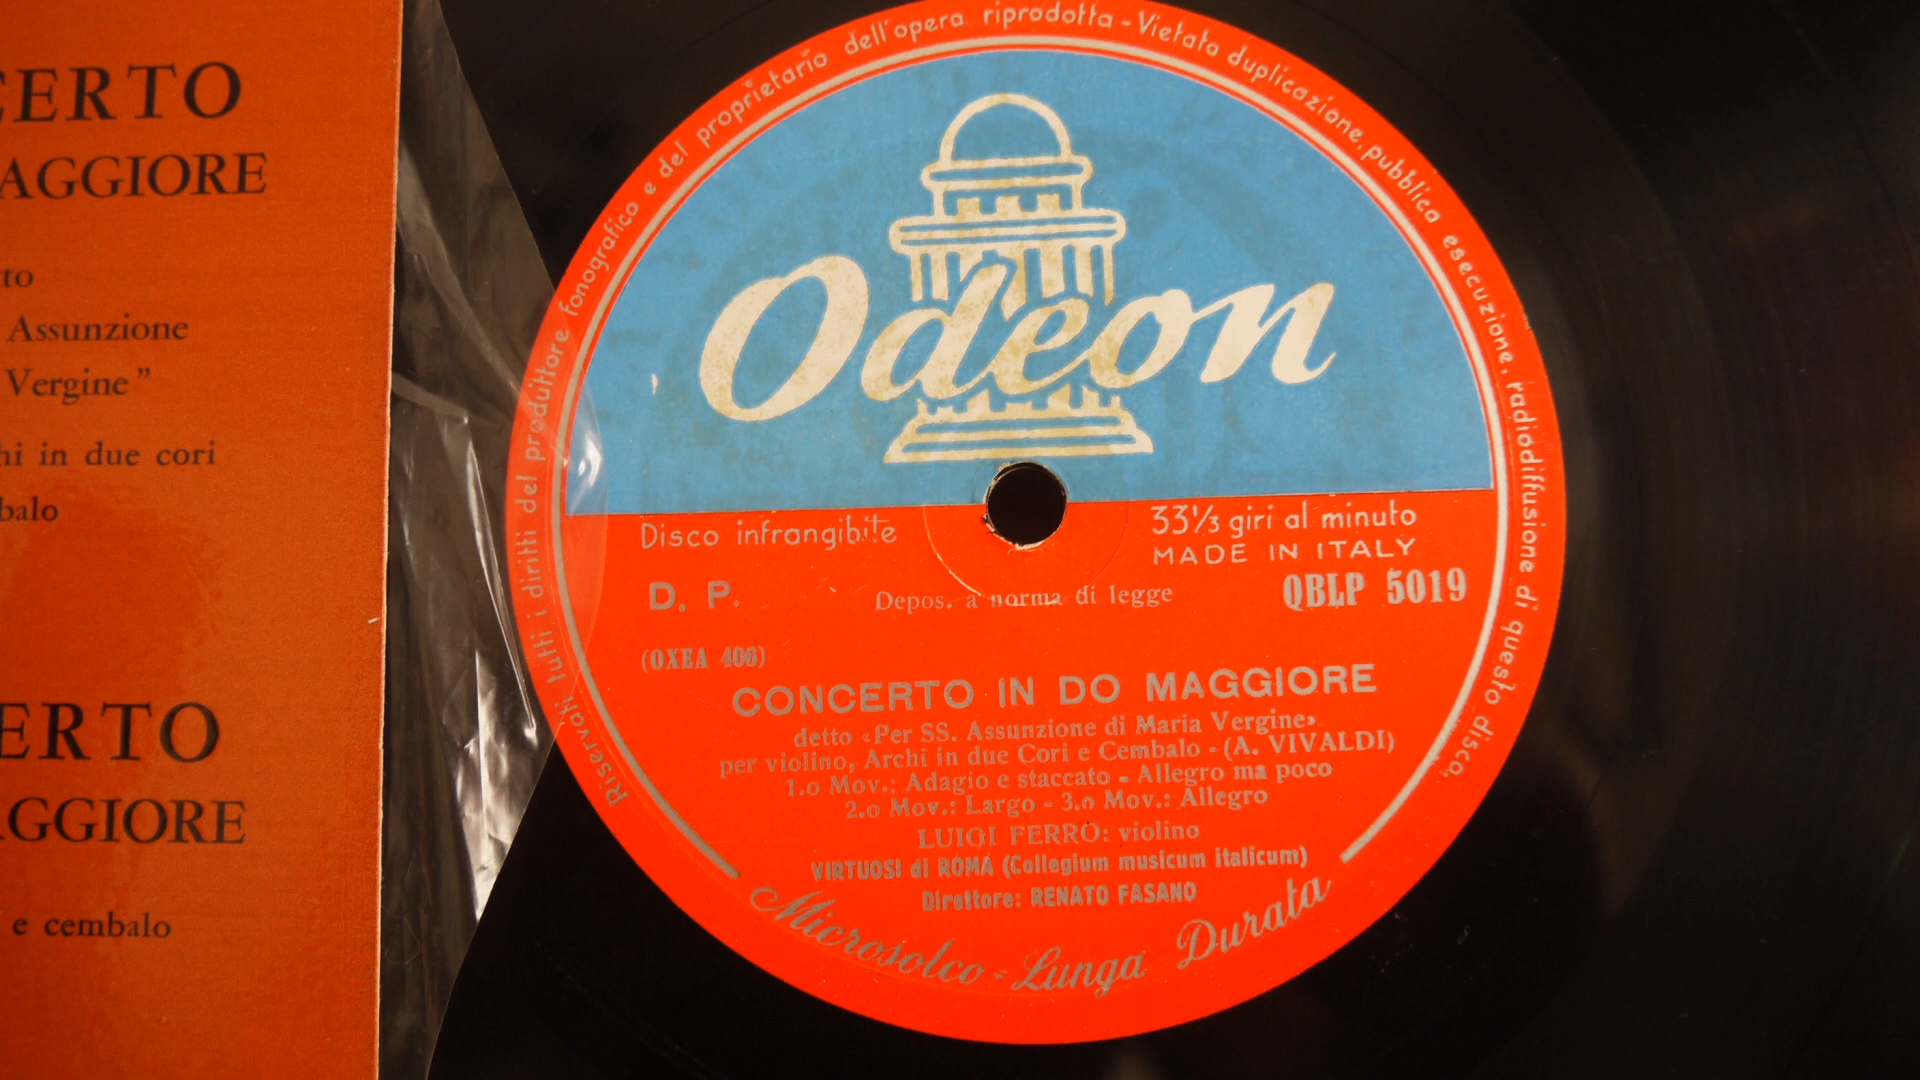 CERTO
AGGIORE
Assunzione
Vergine”
in due cori
ERTO
GGIORE
e cembalo
Riservati tutti i diritti del produttore fonografico e del proprietario dell'opera riprodotta - Vietata duplicazione, pubblica esecuzione, radiodiffusione di questo disco.
Odeon
Disco infrangibile
33⅓ giri al minuto
MADE IN ITALY
D. P.
Depos. a norma di legge
QBLP 5019
(OXEA 406)
CONCERTO IN DO MAGGIORE
detto «Per SS. Assunzione di Maria Vergine»
per violino, Archi in due Cori e Cembalo - (A. VIVALDI)
1.o Mov.: Adagio e staccato - Allegro ma poco
2.o Mov.: Largo - 3.o Mov.: Allegro
LUIGI FERRO: violino
VIRTUOSI di ROMA (Collegium musicum italicum)
Direttore: RENATO FASANO
Microsolco - Lunga Durata